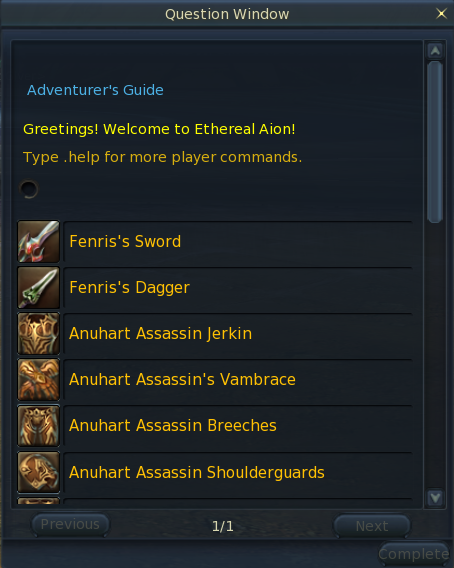 Question Window
Adventurer's Guide
Greetings! Welcome to Ethereal Aion!
Type .help for more player commands.
Fenris's Sword
Fenris's Dagger
Anuhart Assassin Jerkin
Anuhart Assassin's Vambrace
Anuhart Assassin Breeches
Anuhart Assassin Shoulderguards
Previous
1/1
Next
Complete